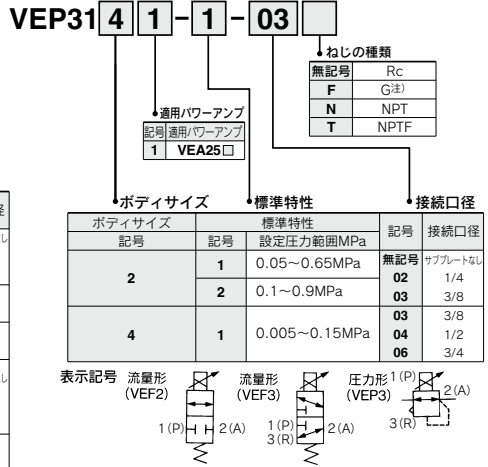 VEP31 4 1 - 1 - 03
ねじの種類
無記号 Rc
F G注)
N NPT
T NPTF
適用パワーアンプ
記号 適用パワーアンプ
1 VEA25□
ボディサイズ 標準特性 接続口径
ボディサイズ 標準特性 記号 接続口径
記号 記号 設定圧力範囲MPa
2 1 0.05～0.65MPa 無記号 サブプレートなし
2 0.1～0.9MPa 02 1/4
03 3/8
4 1 0.005～0.15MPa 03 3/8
04 1/2
06 3/4
径
し
し
表示記号 流量形 (VEF2) 1(P) 2(A)
流量形 (VEF3) 1(P) 3(R) 2(A)
圧力形 (VEP3) 1(P) 2(A) 3(R)